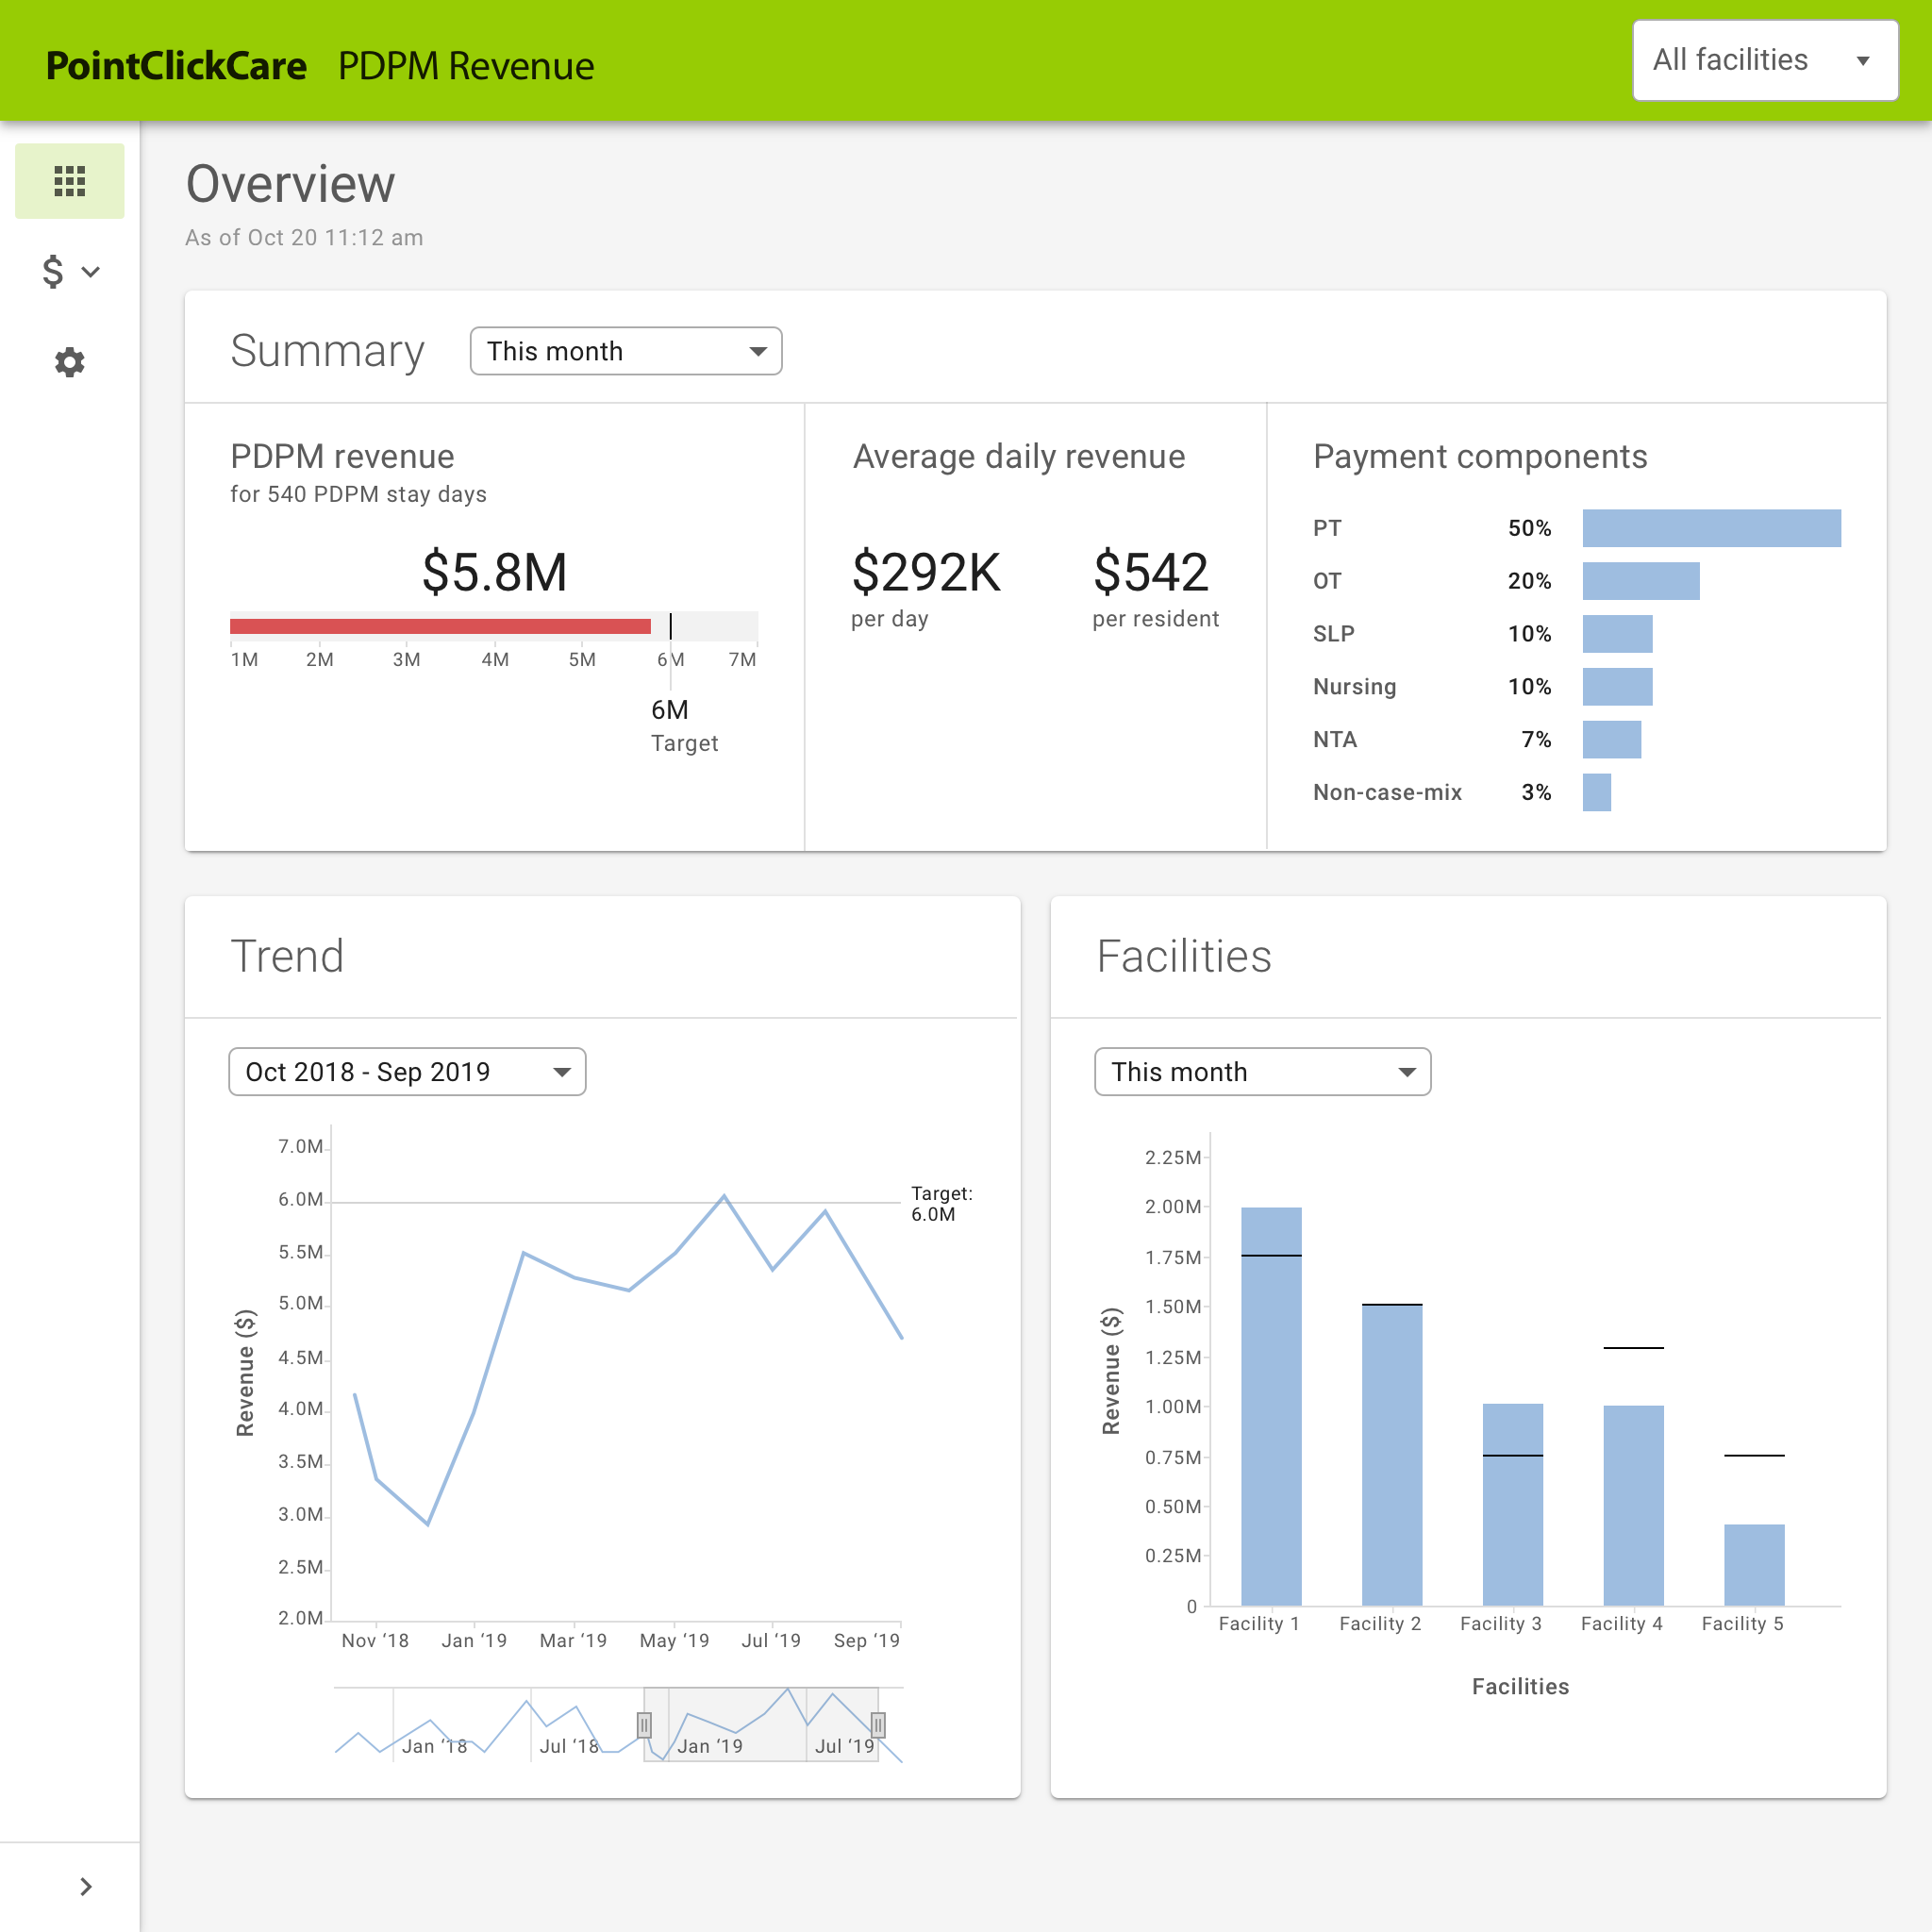 PointClickCare PDPM Revenue
All facilities
Overview
As of Oct 20 11:12 am
Summary
This month
PDPM revenue
for 540 PDPM stay days
$5.8M
1M 2M 3M 4M 5M 6M 7M
6M
Target
Average daily revenue
$292K
per day
$542
per resident
Payment components
PT 50%
OT 20%
SLP 10%
Nursing 10%
NTA 7%
Non-case-mix 3%
Trend
Oct 2018 - Sep 2019
Revenue ($)
7.0M
6.0M
5.5M
5.0M
4.5M
4.0M
3.5M
3.0M
2.5M
2.0M
Target:
6.0M
Nov ‘18 Jan ‘19 Mar ‘19 May ‘19 Jul ‘19 Sep ‘19
Jan ‘18 Jul ‘18 Jan ‘19 Jul ‘19
Facilities
This month
Revenue ($)
2.25M
2.00M
1.75M
1.50M
1.25M
1.00M
0.75M
0.50M
0.25M
0
Facility 1 Facility 2 Facility 3 Facility 4 Facility 5
Facilities